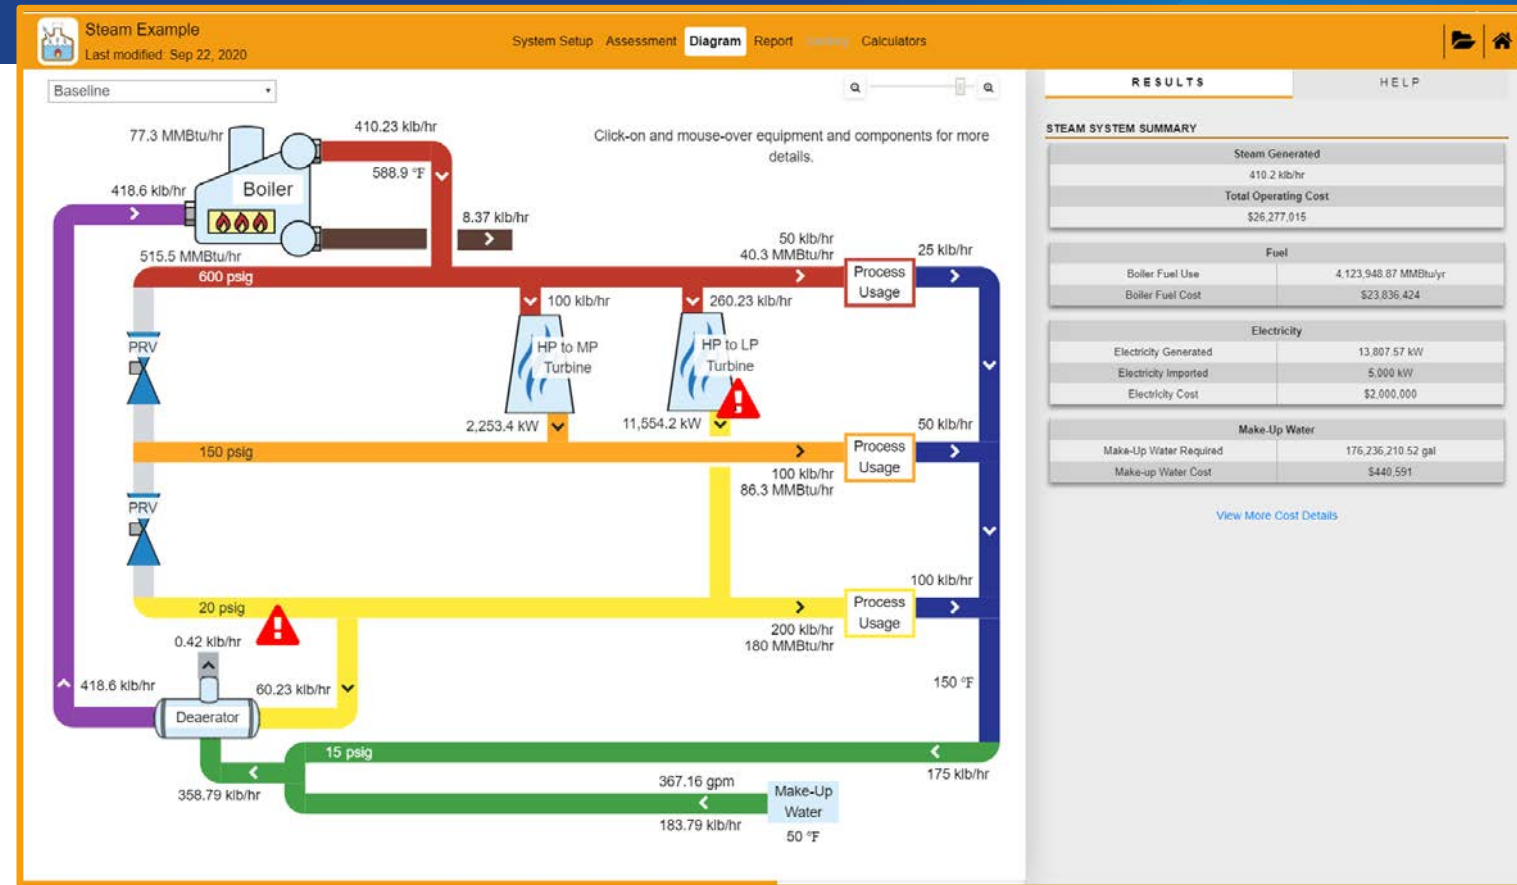 Steam Example
Last modified: Sep 22, 2020
System Setup Assessment Diagram Report Calculators
Baseline
RESULTS HELP
Click-on and mouse-over equipment and components for more
details.
77.3 MMBtu/hr
410.23 klb/hr
588.9 °F
418.6 klb/hr
Boiler
8.37 klb/hr
515.5 MMBtu/hr
600 psig
50 klb/hr
40.3 MMBtu/hr
Process
Usage
25 klb/hr
100 klb/hr
260.23 klb/hr
PRV
HP to MP
Turbine
HP to LP
Turbine
2,253.4 kW
11,554.2 kW
150 psig
Process
Usage
50 klb/hr
100 klb/hr
86.3 MMBtu/hr
PRV
20 psig
Process
Usage
100 klb/hr
200 klb/hr
180 MMBtu/hr
0.42 klb/hr
418.6 klb/hr
60.23 klb/hr
150 °F
Deaerator
15 psig
175 klb/hr
358.79 klb/hr
367.16 gpm
183.79 klb/hr
Make-Up
Water
50 °F
STEAM SYSTEM SUMMARY
Steam Generated
410.2 klb/hr
Total Operating Cost
$26,277,015
Fuel
Boiler Fuel Use 4,123,948.87 MMBtu/yr
Boiler Fuel Cost $23,836,424
Electricity
Electricity Generated 13,807.57 kW
Electricity Imported 5,000 kW
Electricity Cost $2,000,000
Make-Up Water
Make-Up Water Required 176,236,210.52 gal
Make-up Water Cost $440,591
View More Cost Details